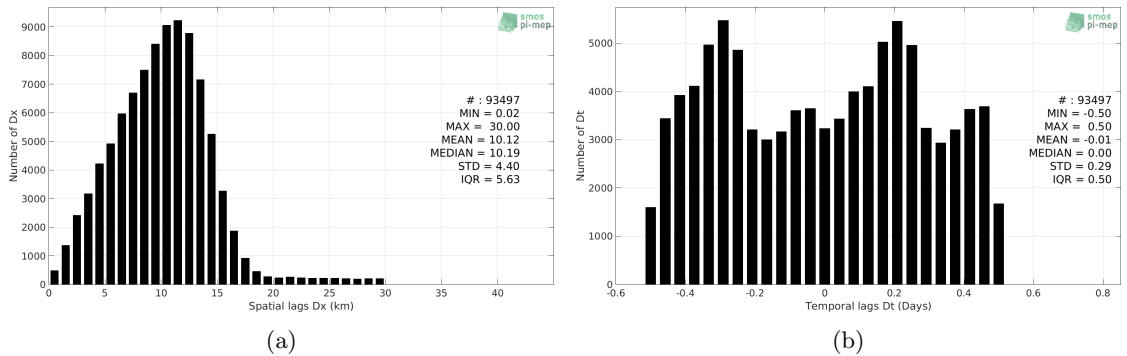 smos
pi-mep
9000
8000
7000
6000
5000
4000
3000
2000
1000
0
Number of Dx
# : 93497
MIN = 0.02
MAX = 30.00
MEAN = 10.12
MEDIAN = 10.19
STD = 4.40
IQR = 5.63
0 5 10 15 20 25 30 35 40
Spatial lags Dx (km)
(a)
smos
pi-mep
5000
4000
3000
2000
1000
0
Number of Dt
# : 93497
MIN = -0.50
MAX = 0.50
MEAN = -0.01
MEDIAN = 0.00
STD = 0.29
IQR = 0.50
-0.6 -0.4 -0.2 0 0.2 0.4 0.6 0.8
Temporal lags Dt (Days)
(b)